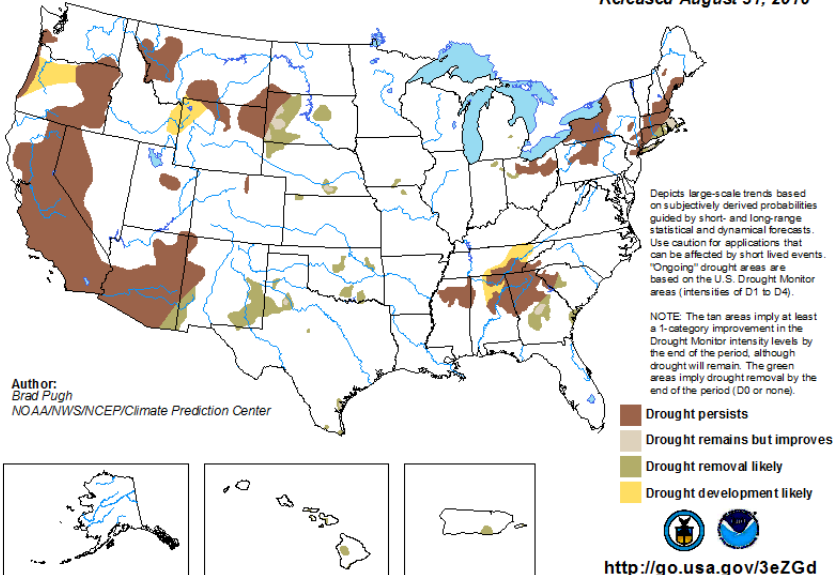 Released August 31, 2016
Depicts large-scale trends based
on subjectively derived probabilities
guided by short- and long-range
statistical and dynamical forecasts.
Use caution for applications that
can be affected by short lived events.
"Ongoing" drought areas are
based on the U.S. Drought Monitor
areas (intensities of D1 to D4).
NOTE: The tan areas imply at least
a 1-category improvement in the
Drought Monitor intensity levels by
the end of the period, although
drought will remain. The green
areas imply drought removal by the
end of the period (D0 or none).
Author:
Brad Pugh
NOAA/NWS/NCEP/Climate Prediction Center
Drought persists
Drought remains but improves
Drought removal likely
Drought development likely
http://go.usa.gov/3eZGd